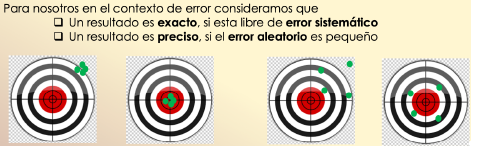 Para nosotros en el contexto de error consideramos que
❑ Un resultado es exacto, si esta libre de error sistemático
❑ Un resultado es preciso, si el error aleatorio es pequeño